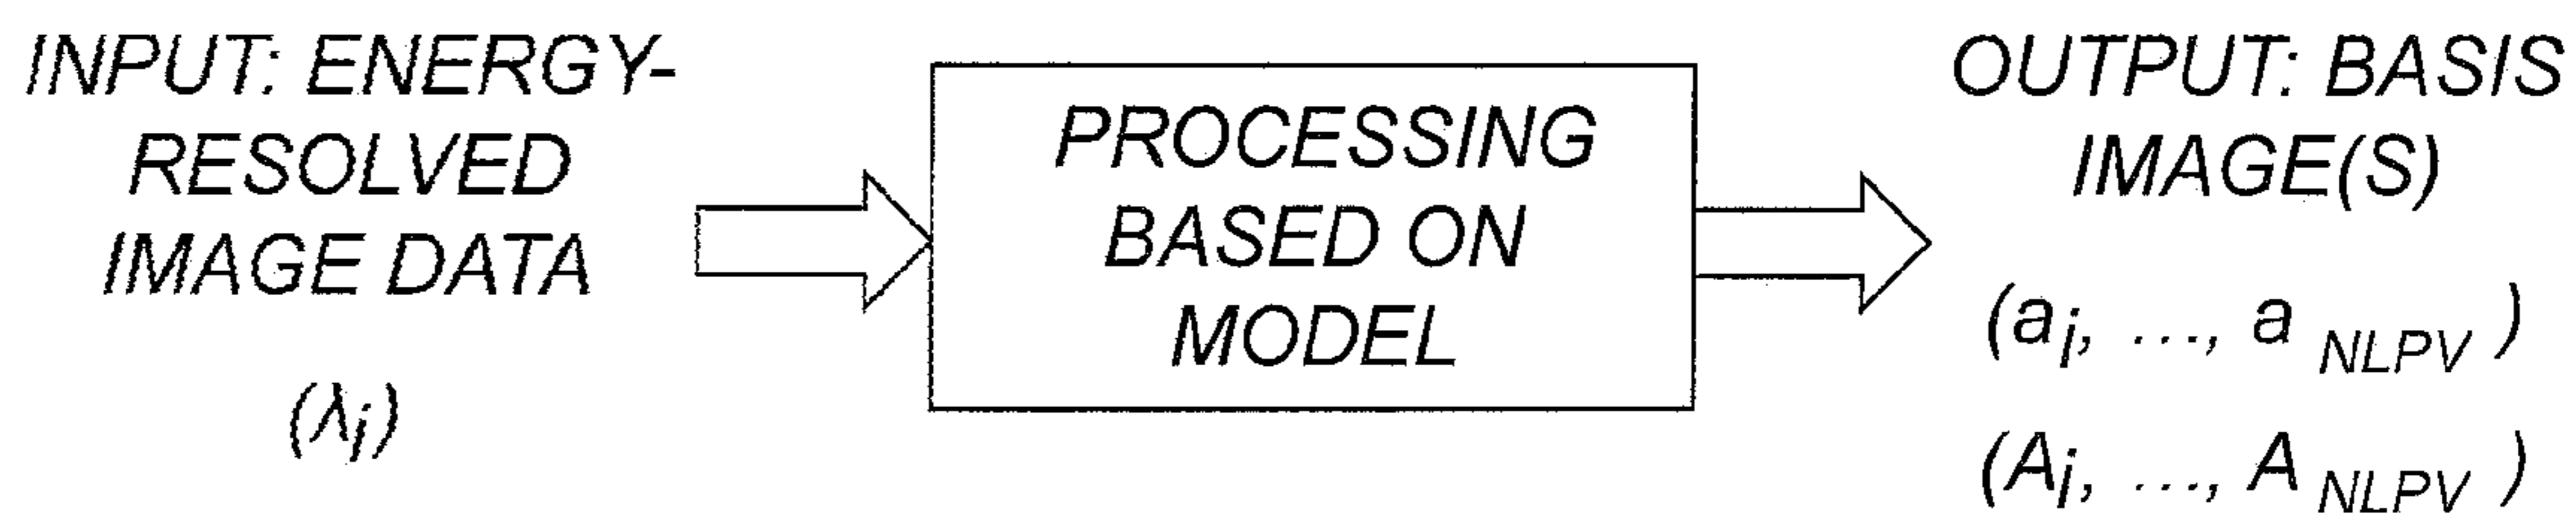 INPUT: ENERGY-
RESOLVED
IMAGE DATA
(λi)
PROCESSING
BASED ON
MODEL
OUTPUT: BASIS
IMAGE(S)
(ai, ..., a NLPV )
(Ai, ..., A NLPV )